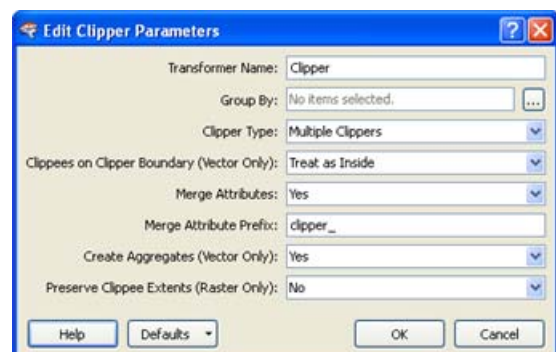 Edit Clipper Parameters
Transformer Name: Clipper
Group By: No items selected. ...
Clipper Type: Multiple Clippers
Clippees on Clipper Boundary (Vector Only): Treat as Inside
Merge Attributes: Yes
Merge Attribute Prefix: clipper_
Create Aggregates (Vector Only): Yes
Preserve Clippee Extents (Raster Only): No
Help Defaults OK Cancel